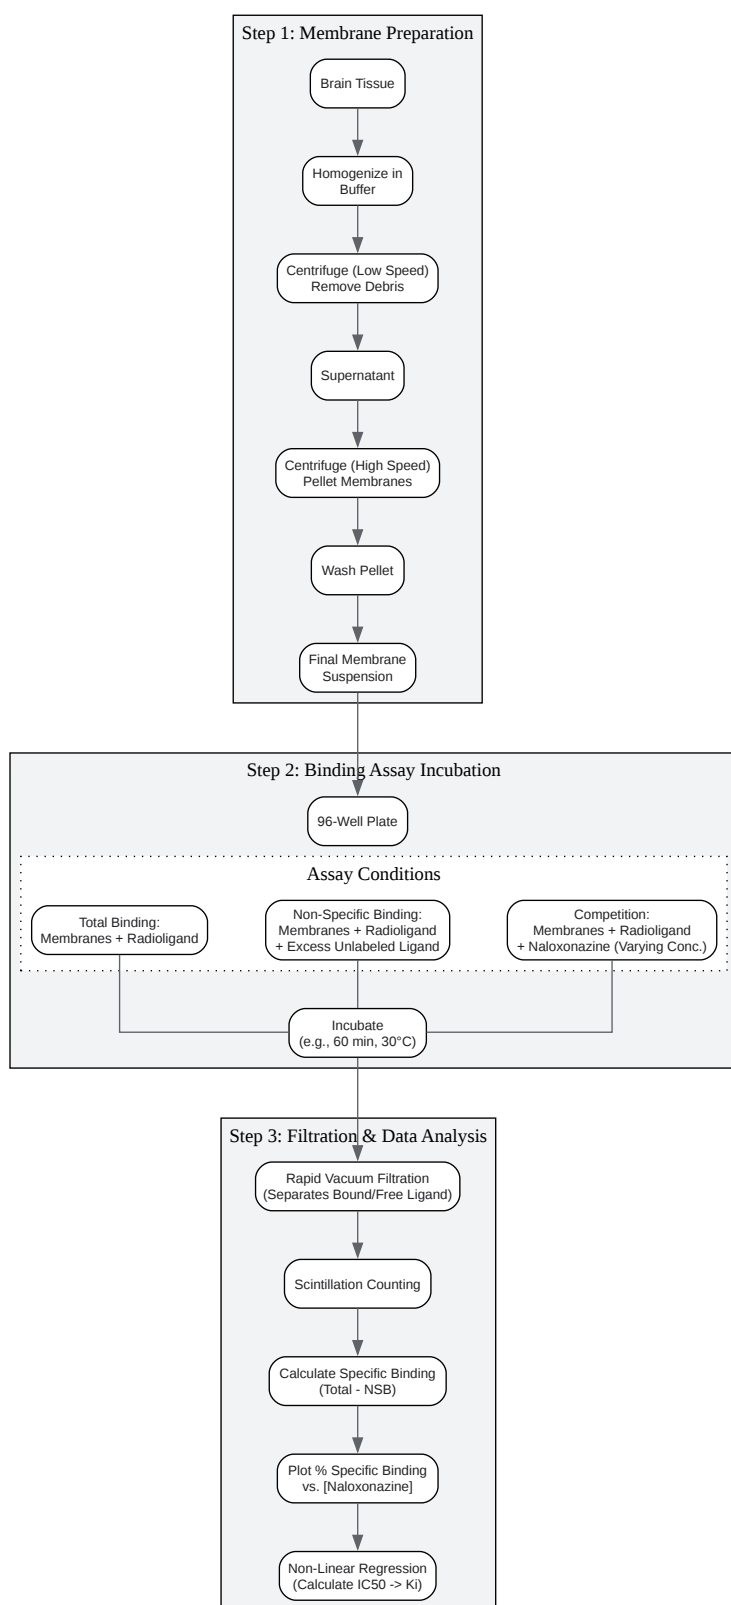 Step 1: Membrane Preparation
Brain Tissue
Homogenize in
Buffer
Centrifuge (Low Speed)
Remove Debris
Supernatant
Centrifuge (High Speed)
Pellet Membranes
Wash Pellet
Final Membrane
Suspension
Step 2: Binding Assay Incubation
96-Well Plate
Assay Conditions
Total Binding:
Membranes + Radioligand
Non-Specific Binding:
Membranes + Radioligand
+ Excess Unlabeled Ligand
Competition:
Membranes + Radioligand
+ Naloxonazine (Varying Conc.)
Incubate
(e.g., 60 min, 30°C)
Step 3: Filtration & Data Analysis
Rapid Vacuum Filtration
(Separates Bound/Free Ligand)
Scintillation Counting
Calculate Specific Binding
(Total - NSB)
Plot % Specific Binding
vs. [Naloxonazine]
Non-Linear Regression
(Calculate IC50 -> Ki)